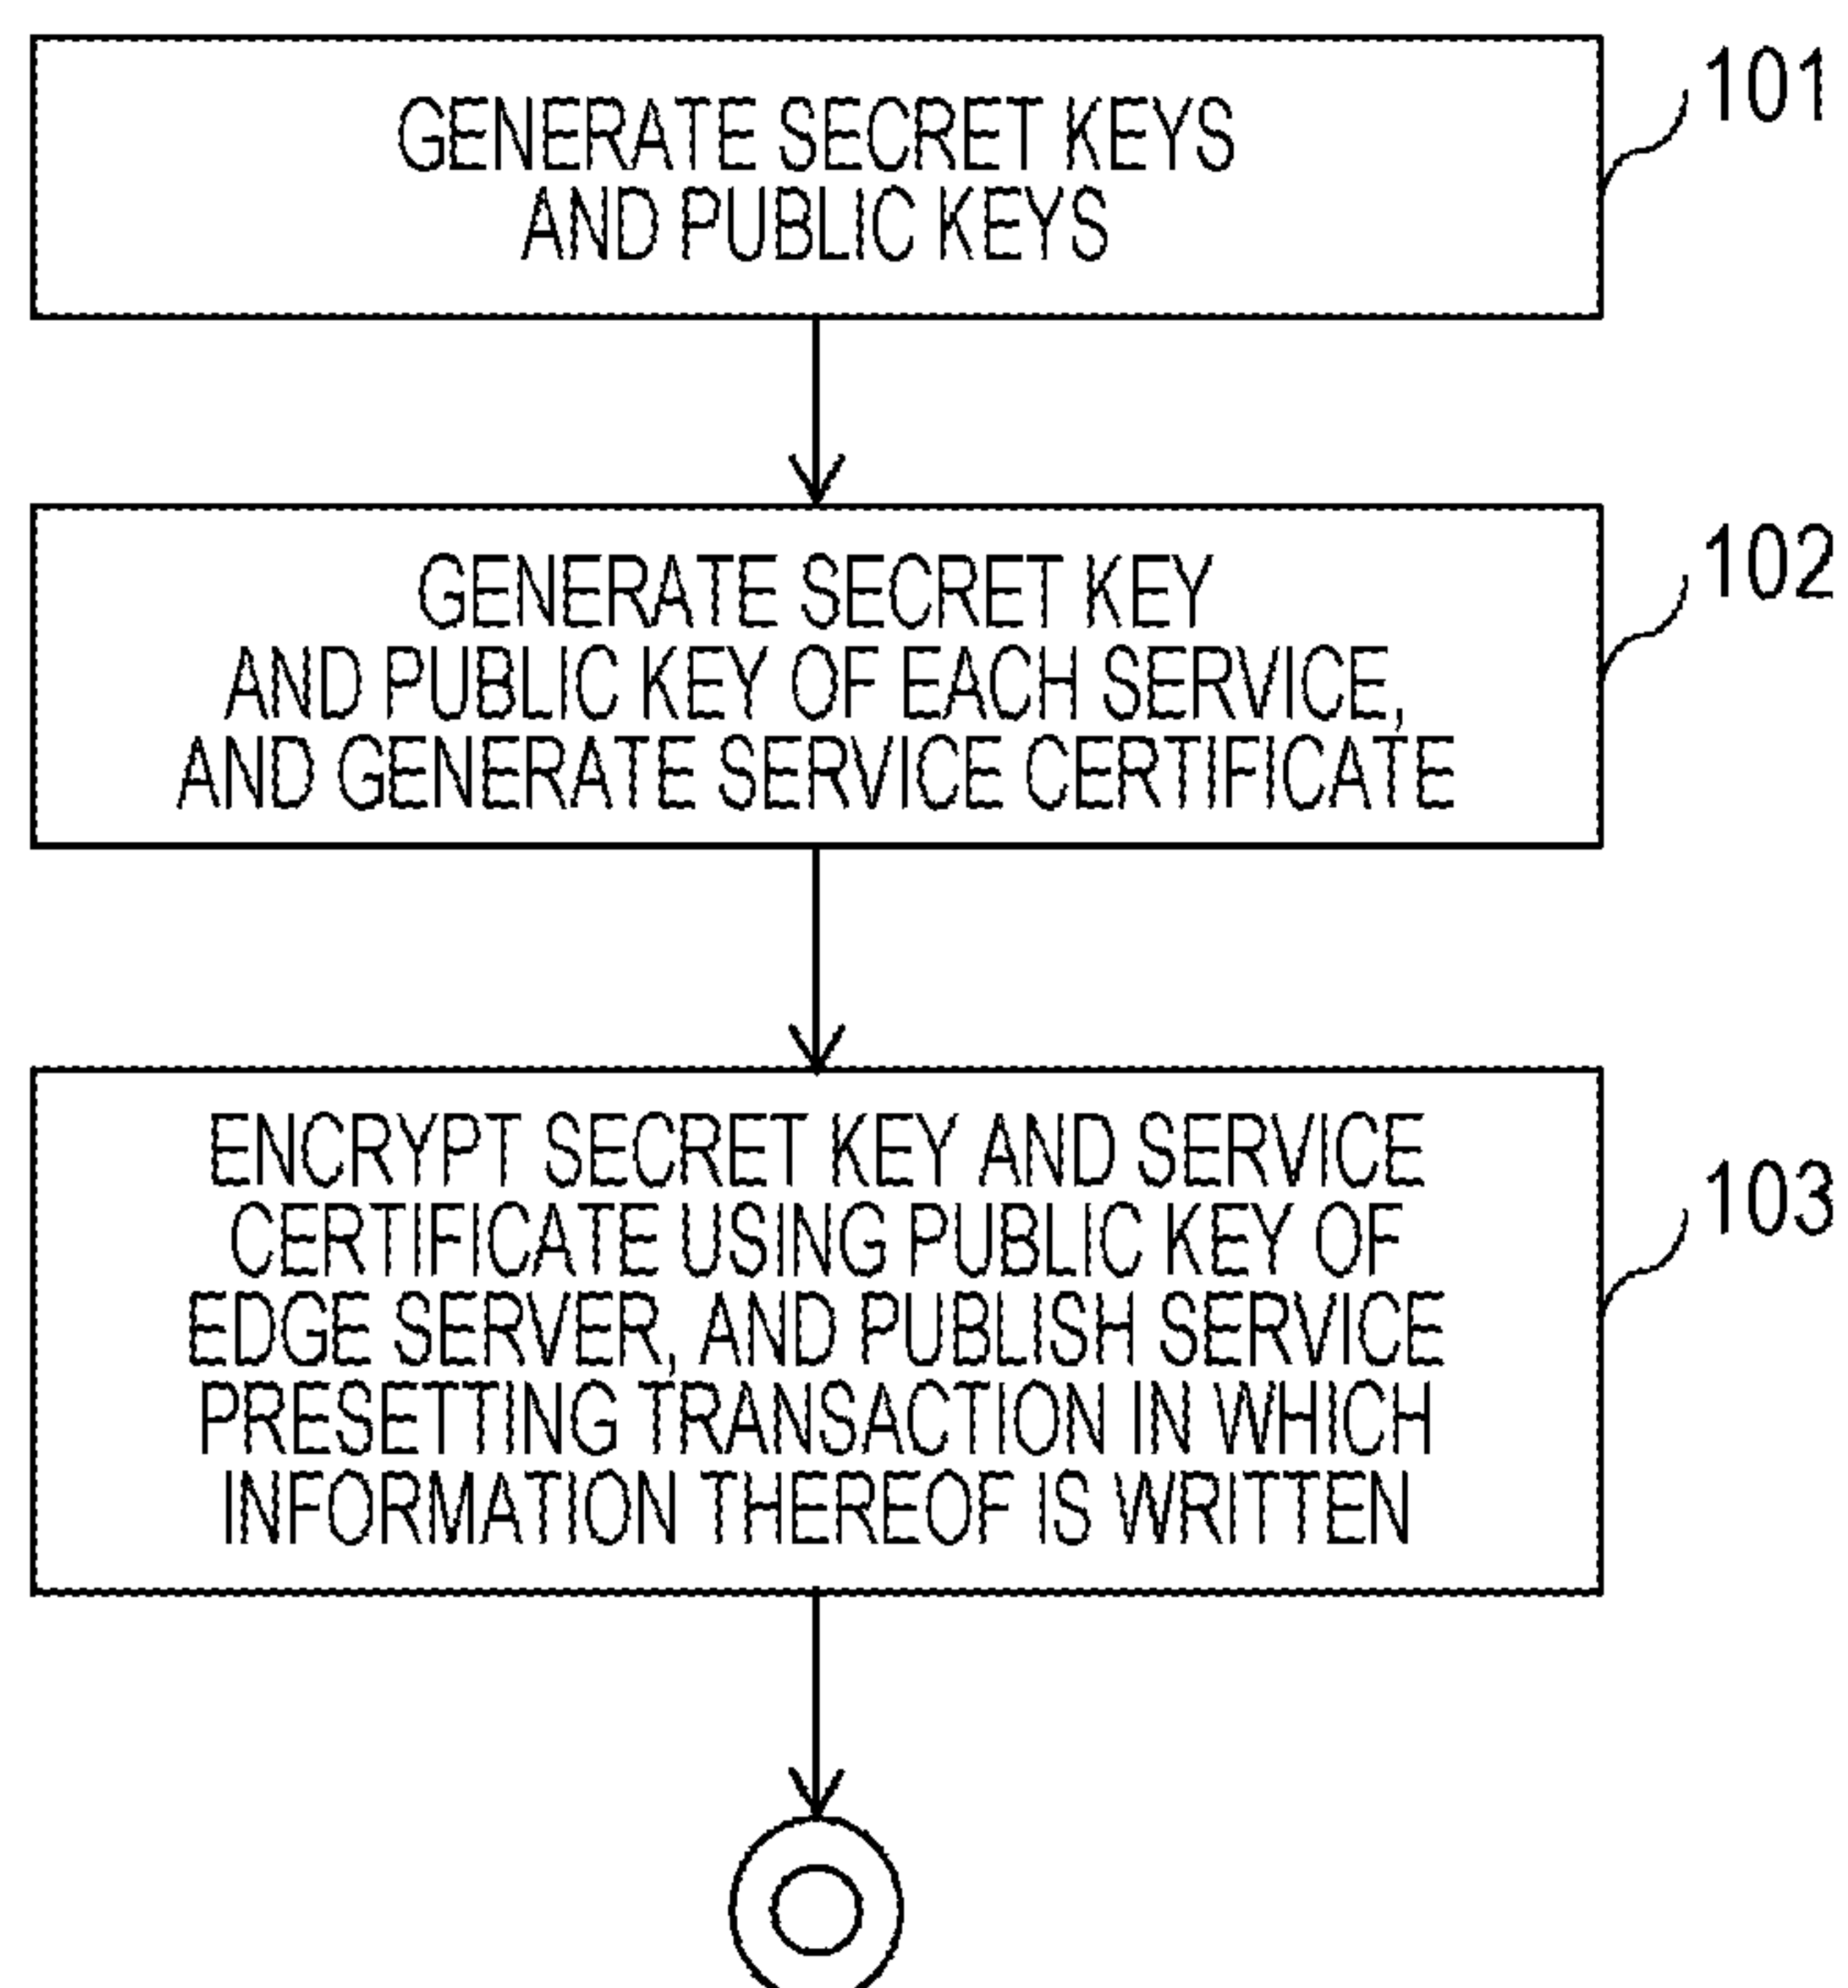 GENERATE SECRET KEYS
AND PUBLIC KEYS
101
GENERATE SECRET KEY
AND PUBLIC KEY OF EACH SERVICE,
AND GENERATE SERVICE CERTIFICATE
102
ENCRYPT SECRET KEY AND SERVICE
CERTIFICATE USING PUBLIC KEY OF
EDGE SERVER, AND PUBLISH SERVICE
PRESETTING TRANSACTION IN WHICH
INFORMATION THEREOF IS WRITTEN
103